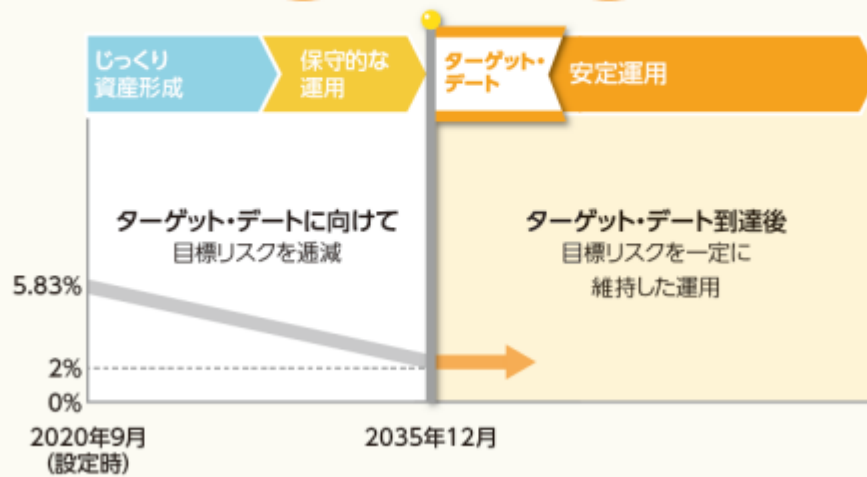 じっくり
資産形成
保守的な
運用
ターゲット・
デート
安定運用
ターゲット・デートに向けて
目標リスクを逓減
ターゲット・デート到達後
目標リスクを一定に
維持した運用
5.83%
2%
0%
2020年9月
(設定時)
2035年12月